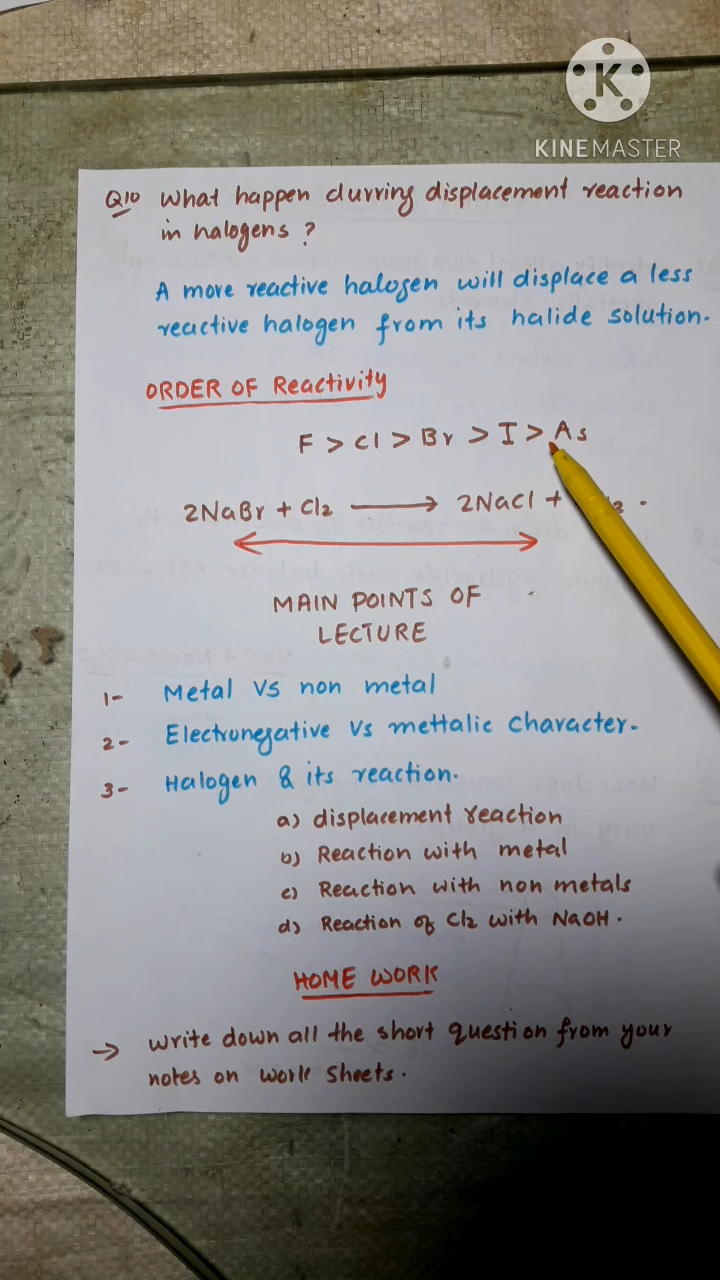 K
KINEMASTER
Q10 What happen durring displacement reaction
in halogens ?
A more reactive halogen will displace a less
reactive halogen from its halide solution.
ORDER OF Reactivity
F > Cl > Br > I > As
2NaBr + Cl2 → 2NaCl +
MAIN POINTS OF
LECTURE
1- Metal Vs non metal
2- Electronegative Vs mettalic Character.
3- Halogen & its reaction.
a) displacement reaction
b) Reaction with metal
c) Reaction with non metals
d) Reaction of Cl2 with NaOH.
HOME WORK
→ Write down all the short question from your
notes on work sheets.